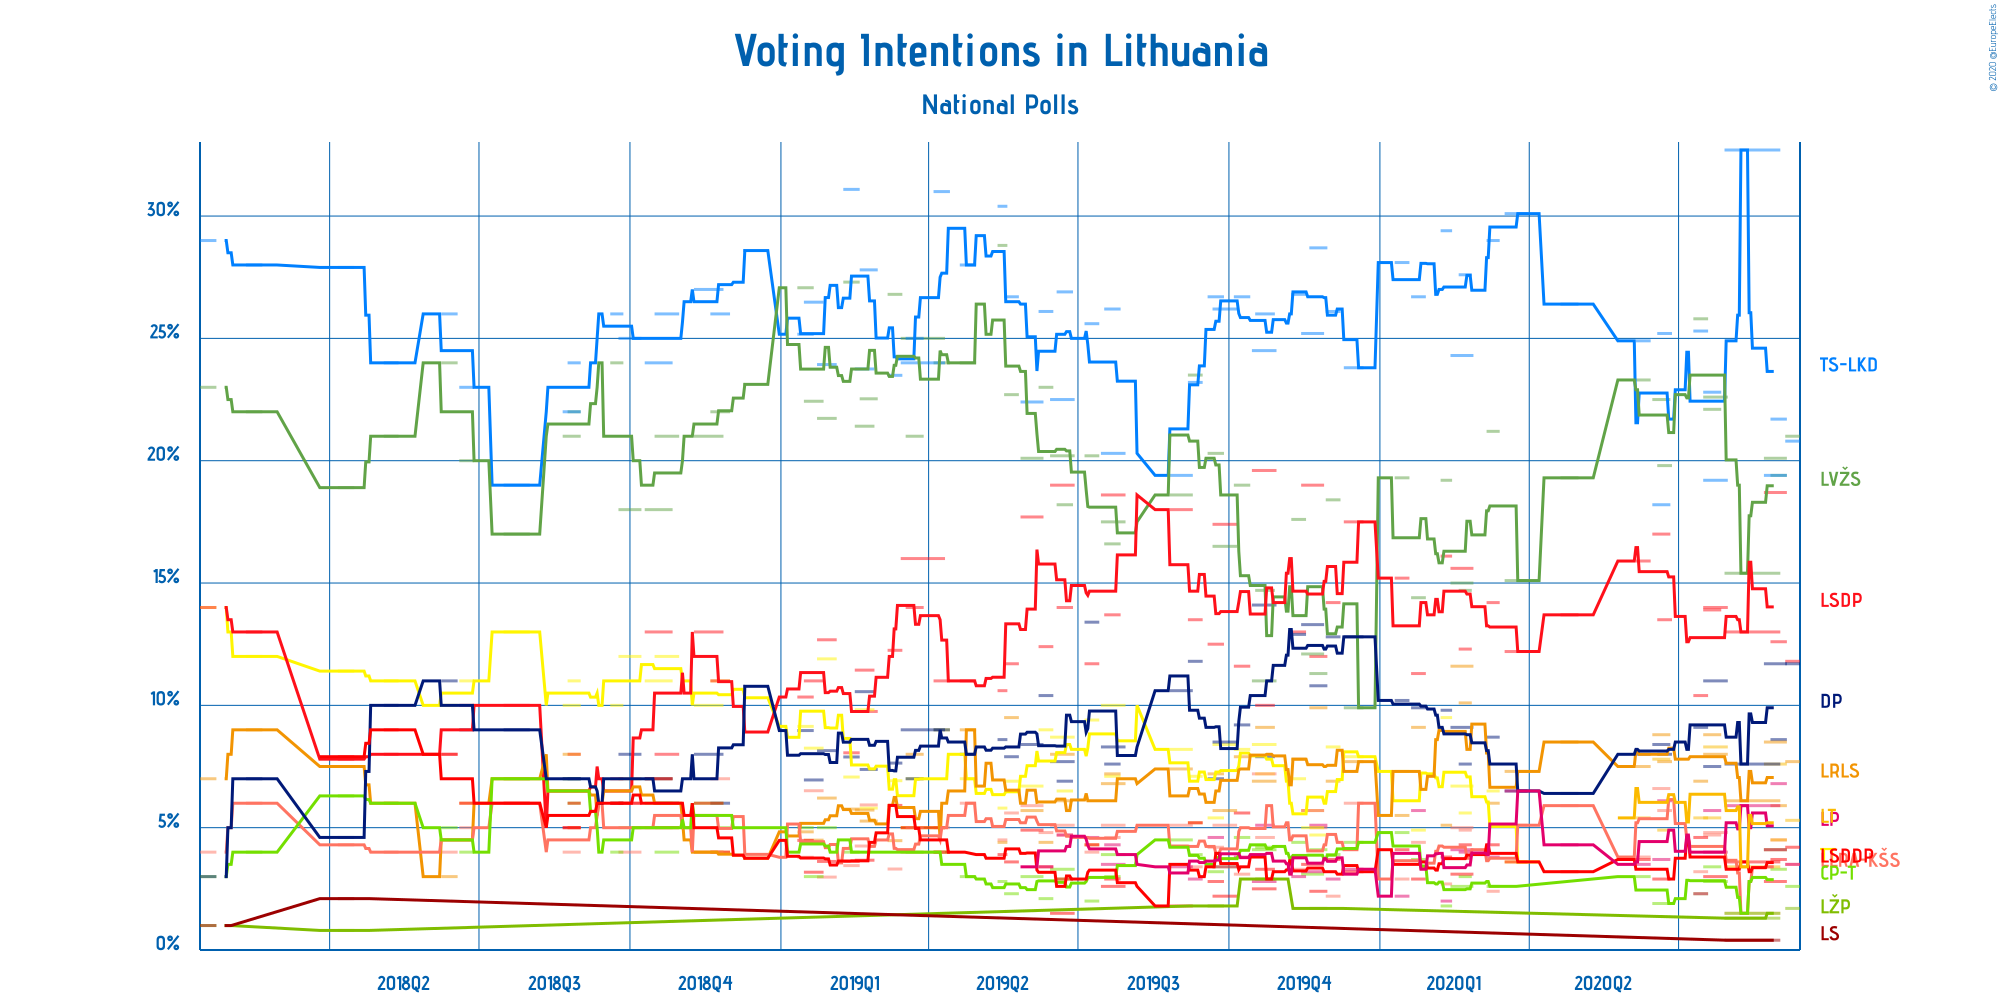 © 2020 @EuropeElects
Voting Intentions in Lithuania
National Polls
30%
25%
20%
15%
10%
5%
0%
TS-LKD
LVŽS
LSDP
DP
LRLS
LP
LSDDP
LLRA-KŠS
CP-T
LŽP
LS
2018Q2
2018Q3
2018Q4
2019Q1
2019Q2
2019Q3
2019Q4
2020Q1
2020Q2